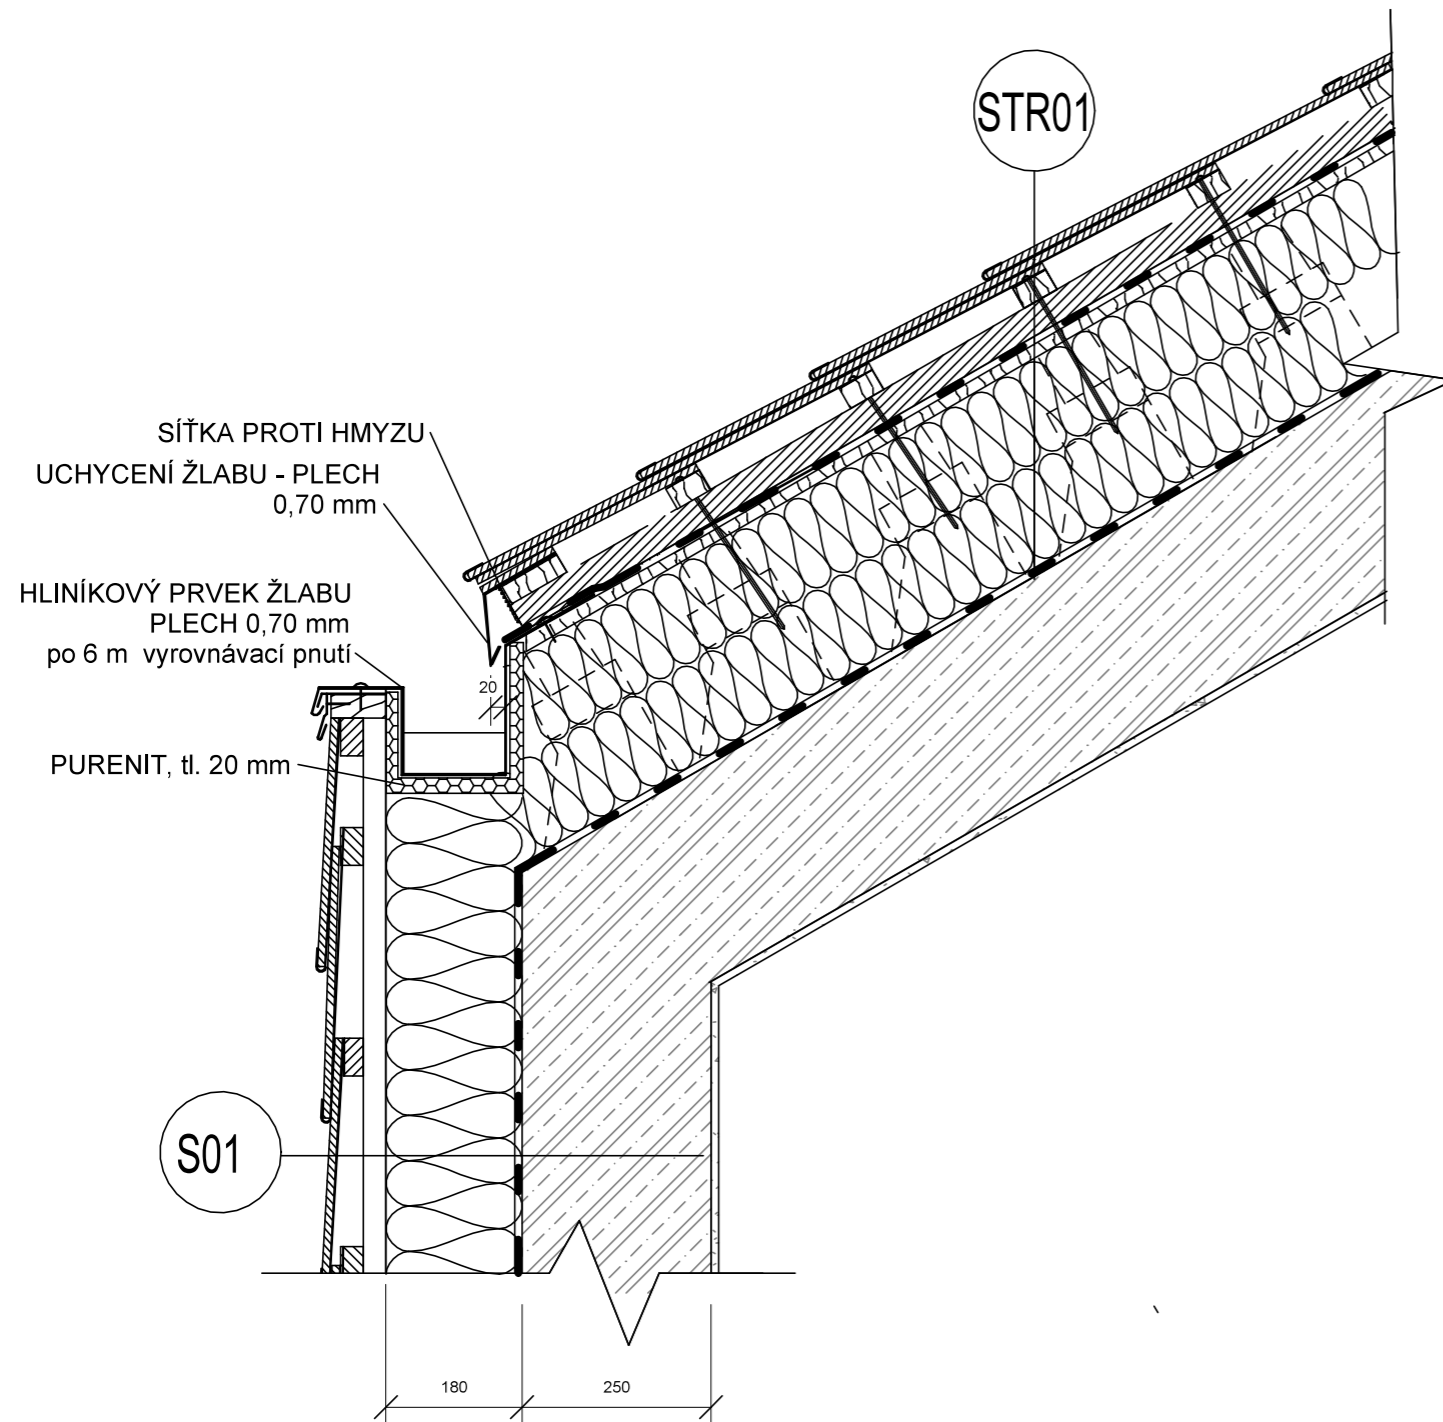 STR01
SÍŤKA PROTI HMYZU
UCHYCENÍ ŽLABU - PLECH
0,70 mm
HLINÍKOVÝ PRVEK ŽLABU
PLECH 0,70 mm
po 6 m vyrovnávací pnutí
20
PURENIT, tl. 20 mm
S01
180
250